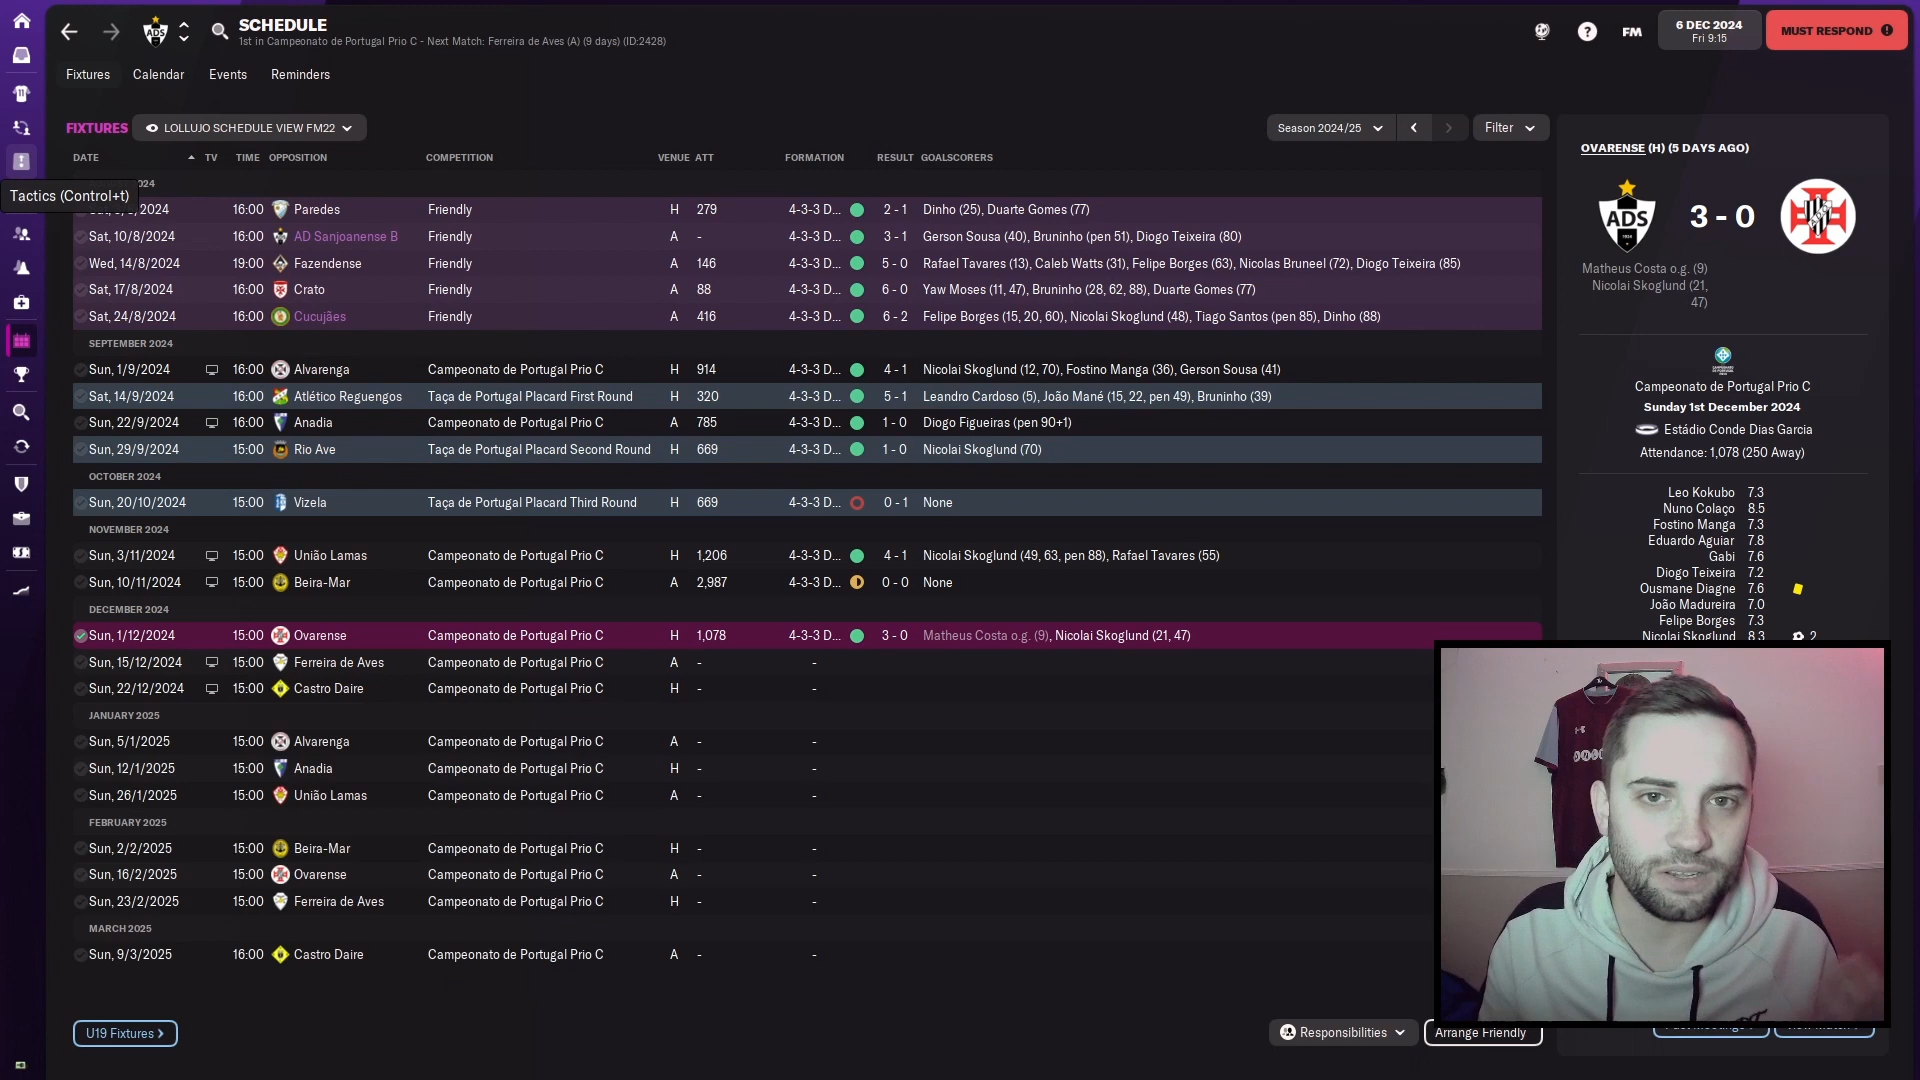 ADS
SCHEDULE
1st in Campeonato de Portugal Prio C - Next Match: Ferreira de Aves (A) (9 days) (ID:2428)
? FM 6 DEC 2024 Fri 9:15 MUST RESPOND
Fixtures Calendar Events Reminders
FIXTURES LOLLUJO SCHEDULE VIEW FM22 Season 2024/25 Filter
DATE TV TIME OPPOSITION COMPETITION VENUE ATT FORMATION RESULT GOALSCORERS
Tactics (Control+t)
2024 16:00 Paredes Friendly H 279 4-3-3 D... 2 - 1 Dinho (25), Duarte Gomes (77)
Sat, 10/8/2024 16:00 AD Sanjoanense B Friendly A - 4-3-3 D... 3 - 1 Gerson Sousa (40), Bruninho (pen 51), Diogo Teixeira (80)
Wed, 14/8/2024 19:00 Fazendense Friendly A 146 4-3-3 D... 5 - 0 Rafael Tavares (13), Caleb Watts (31), Felipe Borges (63), Nicolas Bruneel (72), Diogo Teixeira (85)
Sat, 17/8/2024 16:00 Crato Friendly A 88 4-3-3 D... 6 - 0 Yaw Moses (11, 47), Bruninho (28, 62, 88), Duarte Gomes (77)
Sat, 24/8/2024 16:00 Cucujães Friendly A 416 4-3-3 D... 6 - 2 Felipe Borges (15, 20, 60), Nicolai Skoglund (48), Tiago Santos (pen 85), Dinho (88)
SEPTEMBER 2024
Sun, 1/9/2024 16:00 Alvarenga Campeonato de Portugal Prio C H 914 4-3-3 D... 4 - 1 Nicolai Skoglund (12, 70), Fostino Manga (36), Gerson Sousa (41)
Sat, 14/9/2024 16:00 Atlético Reguengos Taça de Portugal Placard First Round H 320 4-3-3 D... 5 - 1 Leandro Cardoso (5), João Mané (15, 22, pen 49), Bruninho (39)
Sun, 22/9/2024 16:00 Anadia Campeonato de Portugal Prio C A 785 4-3-3 D... 1 - 0 Diogo Figueiras (pen 90+1)
Sun, 29/9/2024 15:00 Rio Ave Taça de Portugal Placard Second Round H 669 4-3-3 D... 1 - 0 Nicolai Skoglund (70)
OCTOBER 2024
Sun, 20/10/2024 15:00 Vizela Taça de Portugal Placard Third Round H 669 4-3-3 D... 0 - 1 None
NOVEMBER 2024
Sun, 3/11/2024 15:00 União Lamas Campeonato de Portugal Prio C H 1,206 4-3-3 D... 4 - 1 Nicolai Skoglund (49, 63, pen 88), Rafael Tavares (55)
Sun, 10/11/2024 15:00 Beira-Mar Campeonato de Portugal Prio C A 2,987 4-3-3 D... 0 - 0 None
DECEMBER 2024
Sun, 1/12/2024 15:00 Ovarense Campeonato de Portugal Prio C H 1,078 4-3-3 D... 3 - 0 Matheus Costa o.g. (9), Nicolai Skoglund (21, 47)
Sun, 15/12/2024 15:00 Ferreira de Aves Campeonato de Portugal Prio C A - -
Sun, 22/12/2024 15:00 Castro Daire Campeonato de Portugal Prio C H - -
JANUARY 2025
Sun, 5/1/2025 15:00 Alvarenga Campeonato de Portugal Prio C A - -
Sun, 12/1/2025 15:00 Anadia Campeonato de Portugal Prio C H - -
Sun, 26/1/2025 15:00 União Lamas Campeonato de Portugal Prio C A - -
FEBRUARY 2025
Sun, 2/2/2025 15:00 Beira-Mar Campeonato de Portugal Prio C H - -
Sun, 16/2/2025 15:00 Ovarense Campeonato de Portugal Prio C A - -
Sun, 23/2/2025 15:00 Ferreira de Aves Campeonato de Portugal Prio C H - -
MARCH 2025
Sun, 9/3/2025 16:00 Castro Daire Campeonato de Portugal Prio C A - -
U19 Fixtures Responsibilities Arrange Friendly
OVARENSE (H) (5 DAYS AGO)
ADS 3 - 0
Matheus Costa o.g. (9)
Nicolai Skoglund (21,
47)
Campeonato de Portugal Prio C
Sunday 1st December 2024
Estádio Conde Dias Garcia
Attendance: 1,078 (250 Away)
Leo Kokubo 7.3
Nuno Colaço 8.5
Fostino Manga 7.3
Eduardo Aguiar 7.8
Gabi 7.6
Diogo Teixeira 7.2
Ousmane Diagne 7.6
João Madureira 7.0
Felipe Borges 7.3
Nicolai Skoglund 8.3 2